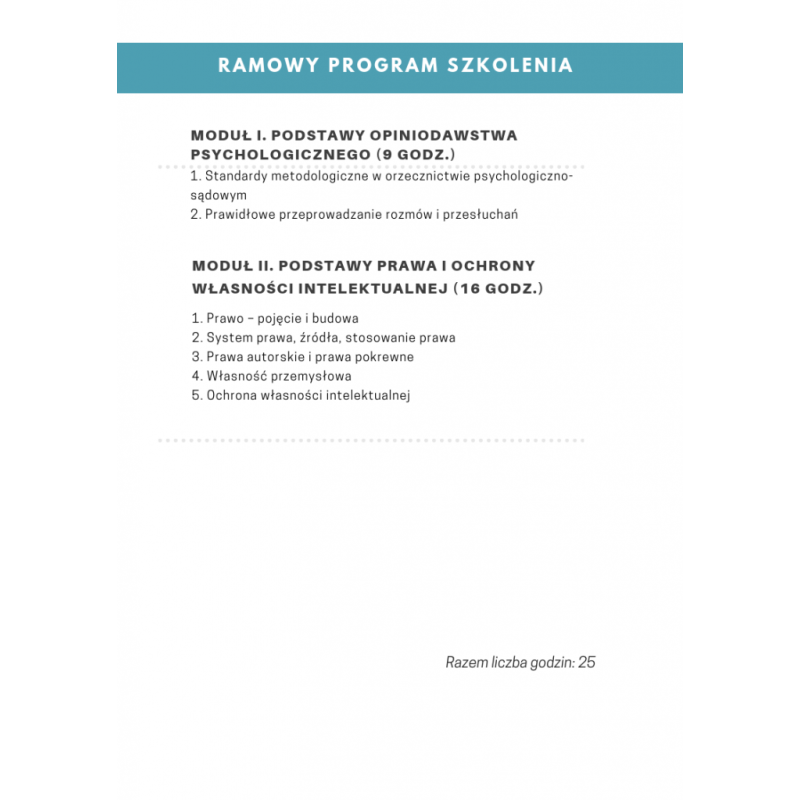 RAMOWY PROGRAM SZKOLENIA
MODUŁ I. PODSTAWY OPINIODAWSTWA
PSYCHOLOGICZNEGO (9 GODZ.)
1. Standardy metodologiczne w orzecznictwie psychologiczno-
sądowym
2. Prawidłowe przeprowadzanie rozmów i przesłuchań
MODUŁ II. PODSTAWY PRAWA I OCHRONY
WŁASNOŚCI INTELEKTUALNEJ (16 GODZ.)
1. Prawo – pojęcie i budowa
2. System prawa, źródła, stosowanie prawa
3. Prawa autorskie i prawa pokrewne
4. Własność przemysłowa
5. Ochrona własności intelektualnej
Razem liczba godzin: 25